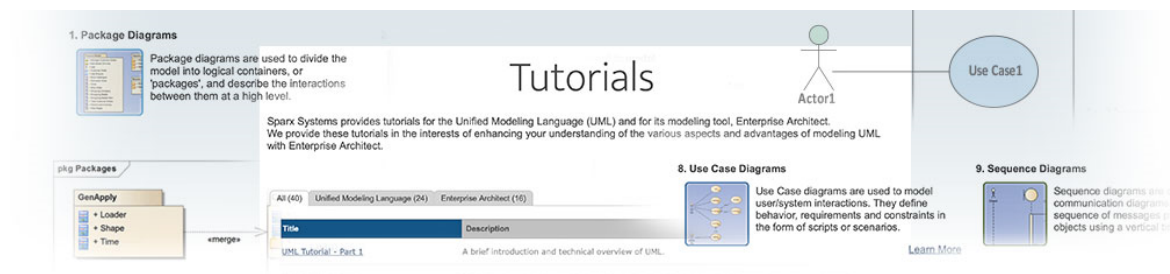 1. Package Diagrams
Package diagrams are used to divide the
model into logical containers, or
'packages', and describe the interactions
between them at a high level.
Tutorials
Actor1
Use Case1
Sparx Systems provides tutorials for the Unified Modeling Language (UML) and for its modeling tool, Enterprise Architect.
We provide these tutorials in the interests of enhancing your understanding of the various aspects and advantages of modeling UML
with Enterprise Architect.
pkg Packages
GenApply
+ Loader
+ Shape
+ Time
«merge»
All (40) Unified Modeling Language (24) Enterprise Architect (16)
Title Description
UML Tutorial - Part 1 A brief introduction and technical overview of UML.
8. Use Case Diagrams
Use Case diagrams are used to model
user/system interactions. They define
behavior, requirements and constraints in
the form of scripts or scenarios.
Learn More
9. Sequence Diagrams
Sequence diagrams are
communication diagrams
sequence of messages
objects using a vertical